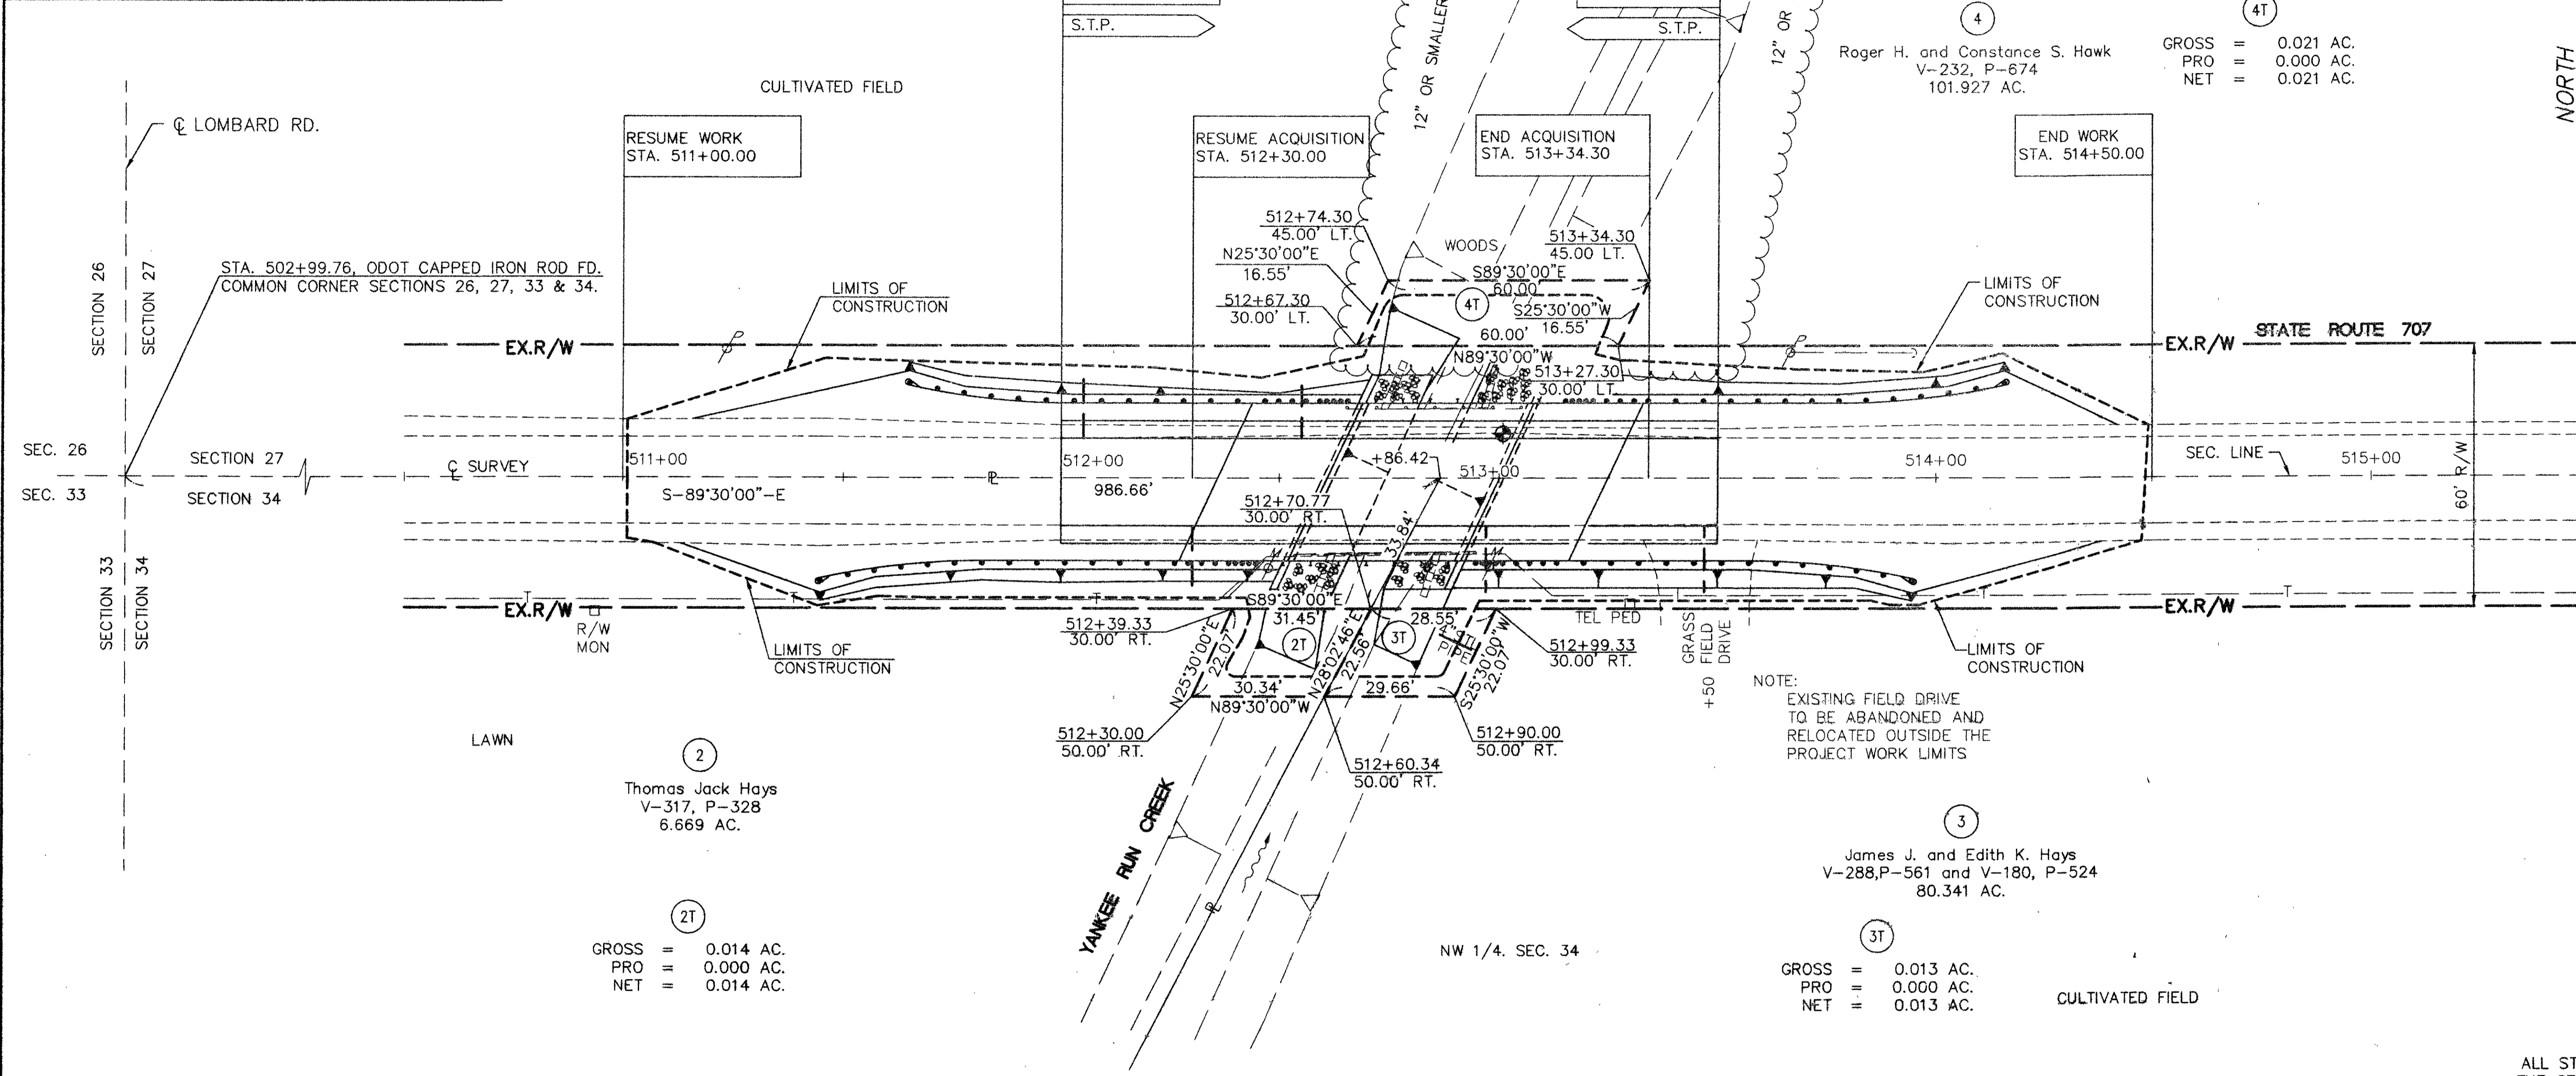 S.T.P.
S.T.P.
12" OR SMALLER
12" OR
4
Roger H. and Constance S. Hawk
V-232, P-674
101.927 AC.
4T
GROSS = 0.021 AC.
PRO = 0.000 AC.
NET = 0.021 AC.
NORTH
CULTIVATED FIELD
℄ LOMBARD RD.
RESUME WORK
STA. 511+00.00
RESUME ACQUISITION
STA. 512+30.00
END ACQUISITION
STA. 513+34.30
END WORK
STA. 514+50.00
SECTION 26
SECTION 27
STA. 502+99.76, ODOT CAPPED IRON ROD FD.
COMMON CORNER SECTIONS 26, 27, 33 & 34.
LIMITS OF
CONSTRUCTION
512+74.30
45.00' LT.
N25°30'00"E
16.55'
512+67.30
30.00' LT.
WOODS
513+34.30
45.00 LT.
S89°30'00"E
60.00
4T
S25°30'00"W
16.55'
60.00'
N89°30'00"W
513+27.30
30.00' LT.
LIMITS OF
CONSTRUCTION
EX.R/W
EX.R/W
STATE ROUTE 707
SEC. 26
SEC. 33
SECTION 27
SECTION 34
℄ SURVEY
511+00
S-89°30'00"-E
℄
512+00
986.66'
+86.42
513+00
514+00
SEC. LINE
515+00
60' R/W
512+70.77
30.00' RT.
33.84'
SECTION 33
SECTION 34
T
T
T
T
T
EX.R/W
R/W
MON
EX.R/W
LIMITS OF
CONSTRUCTION
512+39.33
30.00' RT.
S89°30'00"E
31.45'
2T
N25°30'00"E
22.07'
N28°02'46"E
22.56'
28.55'
3T
S25°30'00"W
22.07'
30.34'
N89°30'00"W
29.66'
512+99.33
30.00' RT.
TEL PED
GRASS
FIELD
DRIVE
+50
LIMITS OF
CONSTRUCTION
NOTE:
EXISTING FIELD DRIVE
TO BE ABANDONED AND
RELOCATED OUTSIDE THE
PROJECT WORK LIMITS
512+30.00
50.00' RT.
512+60.34
50.00' RT.
512+90.00
50.00' RT.
LAWN
2
Thomas Jack Hays
V-317, P-328
6.669 AC.
YANKEE RUN CREEK
3
James J. and Edith K. Hays
V-288,P-561 and V-180, P-524
80.341 AC.
2T
GROSS = 0.014 AC.
PRO = 0.000 AC.
NET = 0.014 AC.
NW 1/4. SEC. 34
3T
GROSS = 0.013 AC.
PRO = 0.000 AC.
NET = 0.013 AC.
CULTIVATED FIELD
ALL ST